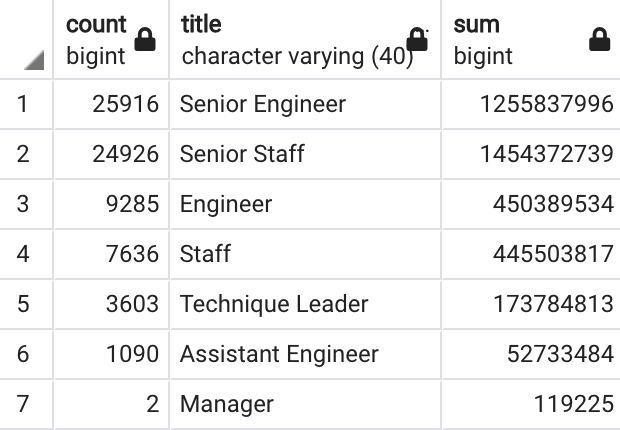 count title sum
bigint character varying (40) bigint
1 25916 Senior Engineer 1255837996
2 24926 Senior Staff 1454372739
3 9285 Engineer 450389534
4 7636 Staff 445503817
5 3603 Technique Leader 173784813
6 1090 Assistant Engineer 52733484
7 2 Manager 119225